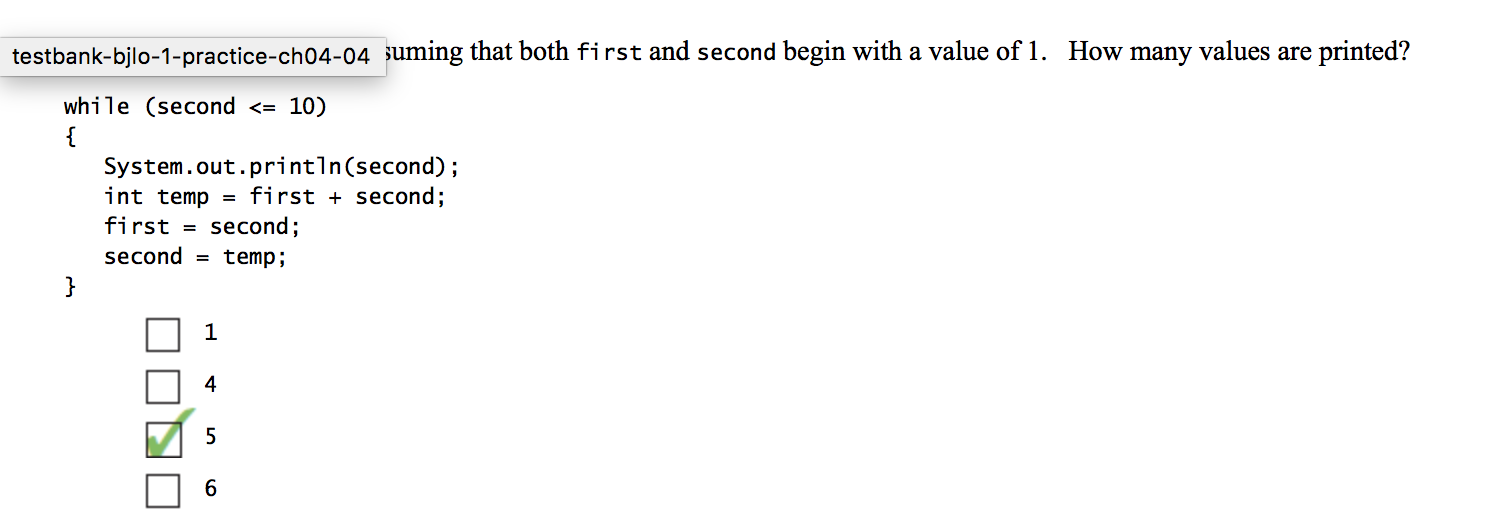 testbank-bjlo-1-practice-ch04-04
suming that both first and second begin with a value of 1. How many values are printed?
while (second <= 10)
{
System.out.println(second);
int temp = first + second;
first = second;
second = temp;
}
1
4
5
6